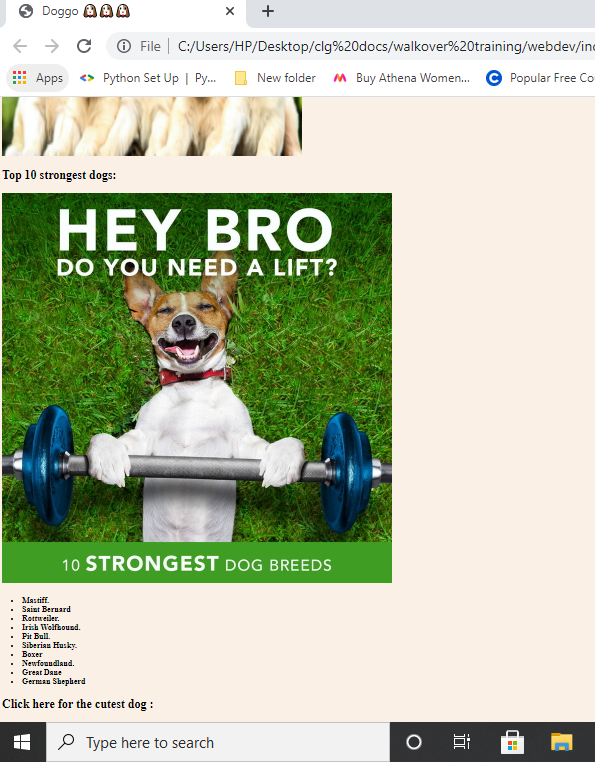 Doggo
File
C:/Users/HP/Desktop/clg%20docs/walkover%20training/webdev/in
Apps
Python Set Up | Py...
New folder
Buy Athena Women...
Popular Free Co
Top 10 strongest dogs:
HEY BRO
DO YOU NEED A LIFT?
10 STRONGEST DOG BREEDS
• Mastiff.
• Saint Bernard
• Rottweiler.
• Irish Wolfhound.
• Pit Bull.
• Siberian Husky.
• Boxer
• Newfoundland.
• Great Dane
• German Shepherd
Click here for the cutest dog :
Type here to search